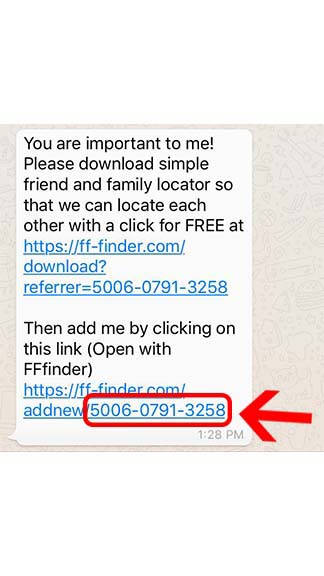 You are important to me!
Please download simple
friend and family locator so
that we can locate each
other with a click for FREE at
https://ff-finder.com/
download?
referrer=5006-0791-3258
Then add me by clicking on
this link (Open with
FFfinder)
https://ff-finder.com/
addnew/5006-0791-3258
1:28 PM